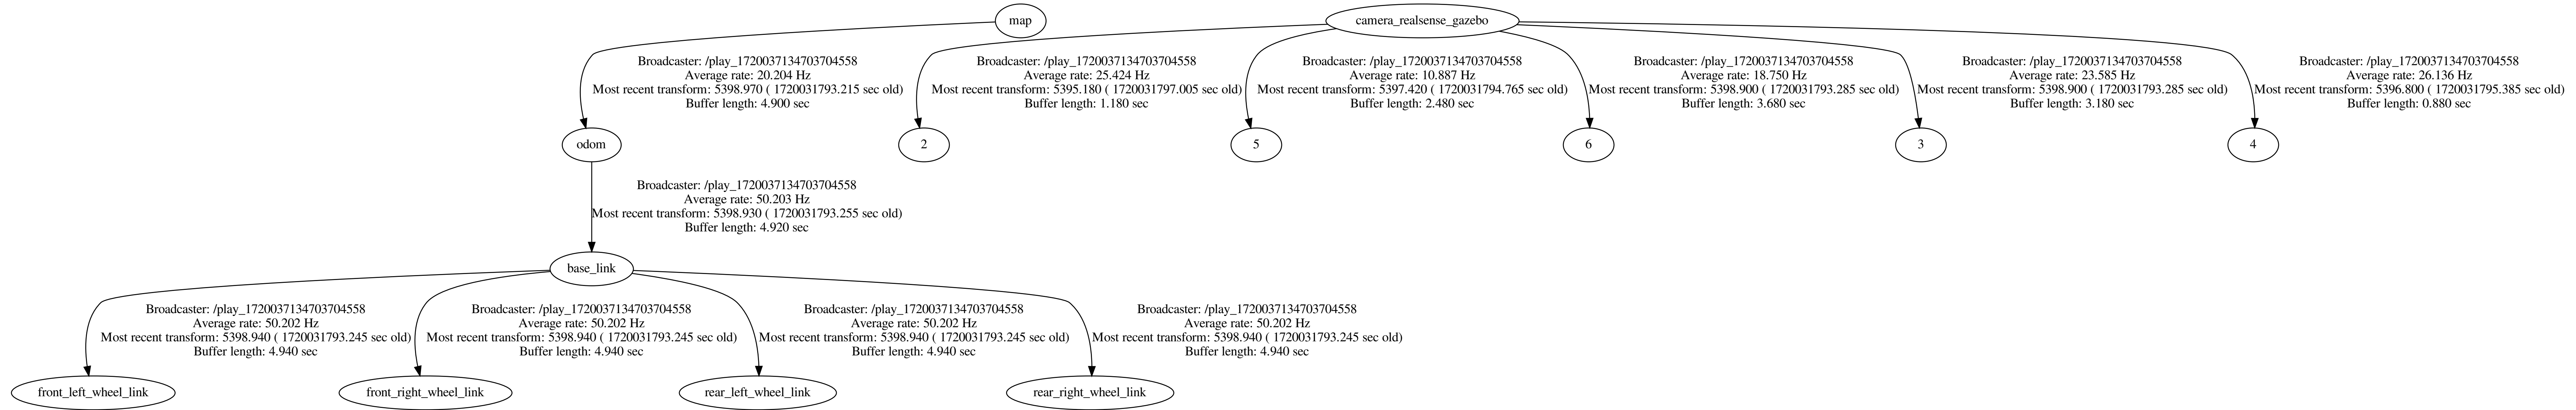 map
camera_realsense_gazebo
Broadcaster: /play_1720037134703704558
Average rate: 20.204 Hz
Most recent transform: 5398.970 ( 1720031793.215 sec old)
Buffer length: 4.900 sec
Broadcaster: /play_1720037134703704558
Average rate: 25.424 Hz
Most recent transform: 5395.180 ( 1720031797.005 sec old)
Buffer length: 1.180 sec
Broadcaster: /play_1720037134703704558
Average rate: 10.887 Hz
Most recent transform: 5397.420 ( 1720031794.765 sec old)
Buffer length: 2.480 sec
Broadcaster: /play_1720037134703704558
Average rate: 18.750 Hz
Most recent transform: 5398.900 ( 1720031793.285 sec old)
Buffer length: 3.680 sec
Broadcaster: /play_1720037134703704558
Average rate: 23.585 Hz
Most recent transform: 5398.900 ( 1720031793.285 sec old)
Buffer length: 3.180 sec
Broadcaster: /play_1720037134703704558
Average rate: 26.136 Hz
Most recent transform: 5396.800 ( 1720031795.385 sec old)
Buffer length: 0.880 sec
odom
2
5
6
3
4
Broadcaster: /play_1720037134703704558
Average rate: 50.203 Hz
Most recent transform: 5398.930 ( 1720031793.255 sec old)
Buffer length: 4.920 sec
base_link
Broadcaster: /play_1720037134703704558
Average rate: 50.202 Hz
Most recent transform: 5398.940 ( 1720031793.245 sec old)
Buffer length: 4.940 sec
Broadcaster: /play_1720037134703704558
Average rate: 50.202 Hz
Most recent transform: 5398.940 ( 1720031793.245 sec old)
Buffer length: 4.940 sec
Broadcaster: /play_1720037134703704558
Average rate: 50.202 Hz
Most recent transform: 5398.940 ( 1720031793.245 sec old)
Buffer length: 4.940 sec
Broadcaster: /play_1720037134703704558
Average rate: 50.202 Hz
Most recent transform: 5398.940 ( 1720031793.245 sec old)
Buffer length: 4.940 sec
front_left_wheel_link
front_right_wheel_link
rear_left_wheel_link
rear_right_wheel_link